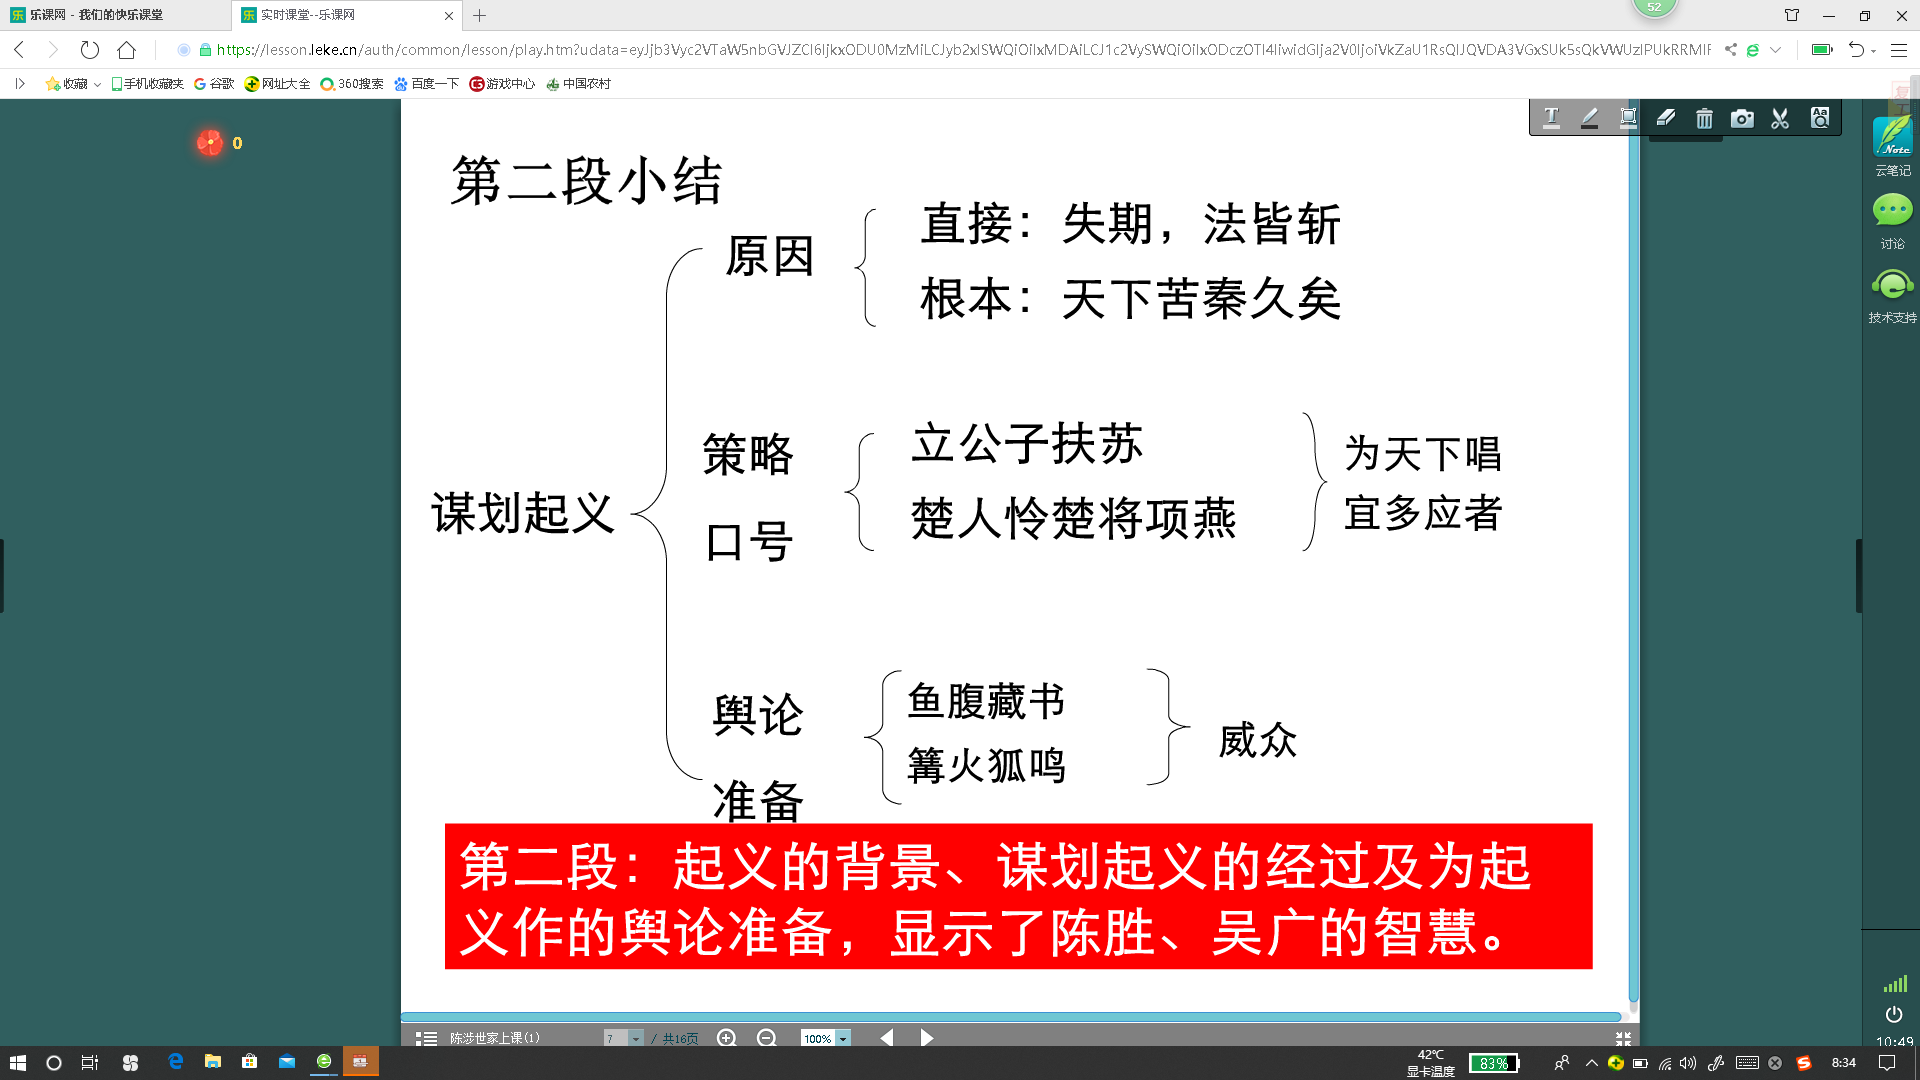 乐课网 - 我们的快乐课堂
实时课堂--乐课网
52
https://lesson.leke.cn/auth/common/lesson/play.htm?udata=
收藏
手机收藏夹
谷歌
网址大全
360搜索
百度一下
游戏中心
中国农村
0
第二段小结
原因
直接：失期，法皆斩
根本：天下苦秦久矣
谋划起义
策略
口号
立公子扶苏
楚人怜楚将项燕
为天下唱
宜多应者
舆论
准备
鱼腹藏书
篝火狐鸣
威众
第二段：起义的背景、谋划起义的经过及为起
义作的舆论准备，显示了陈胜、吴广的智慧。
复
工
Note
云笔记
讨论
技术支持
10:49
陈涉世家上课(1)
7
/ 共16页
100%
42℃
显卡温度
83%
8:34